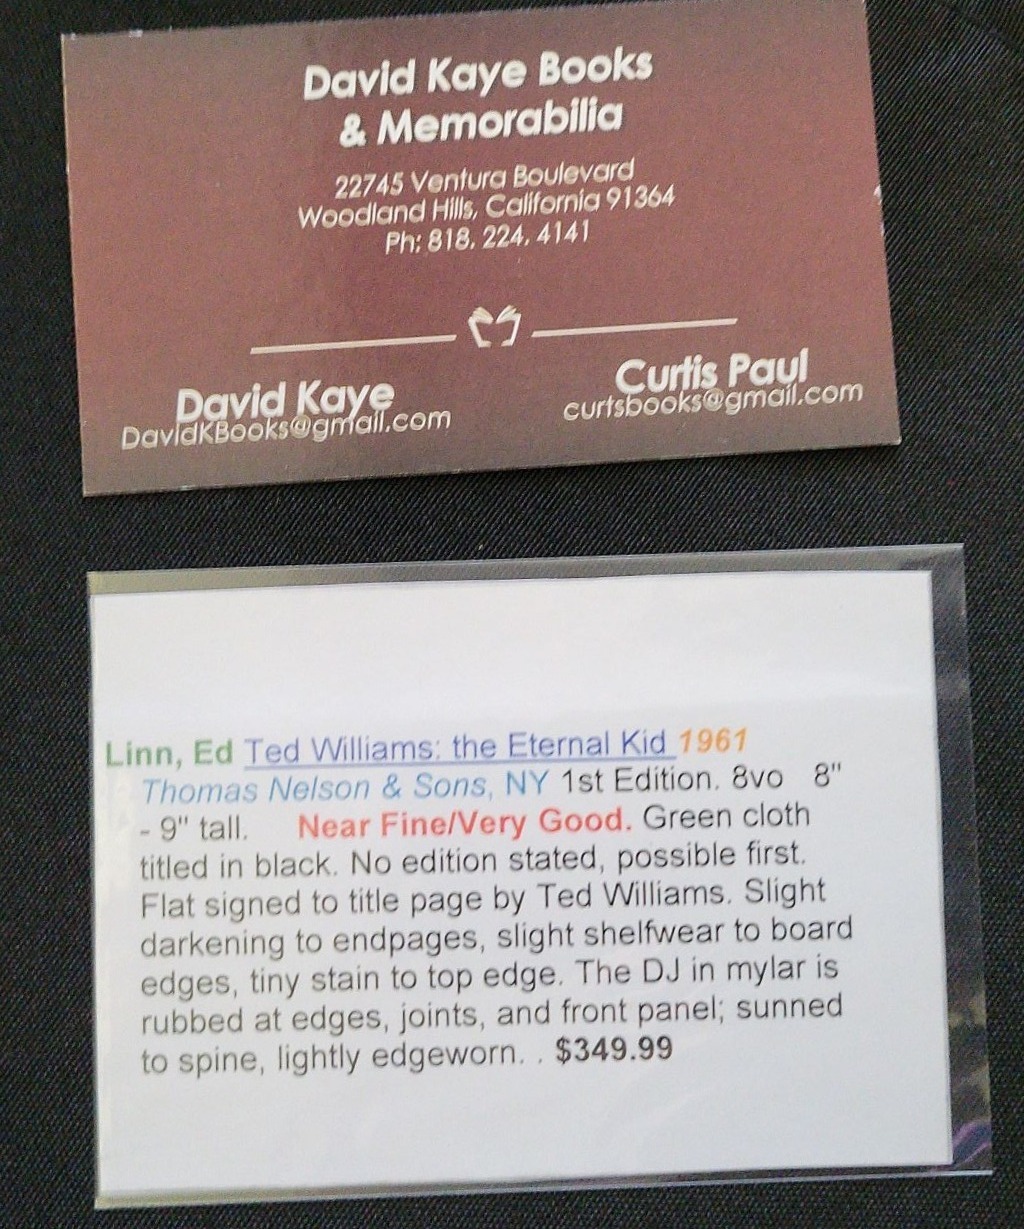 David Kaye Books
& Memorabilia
22745 Ventura Boulevard
Woodland Hills, California 91364
Ph: 818. 224. 4141
David Kaye
DavidKBooks@gmail.com
Curtis Paul
curtsbooks@gmail.com
Linn, Ed Ted Williams: the Eternal Kid 1961
Thomas Nelson & Sons, NY 1st Edition. 8vo 8"
- 9" tall. Near Fine/Very Good. Green cloth
titled in black. No edition stated, possible first.
Flat signed to title page by Ted Williams. Slight
darkening to endpages, slight shelfwear to board
edges, tiny stain to top edge. The DJ in mylar is
rubbed at edges, joints, and front panel; sunned
to spine, lightly edgeworn. . $349.99